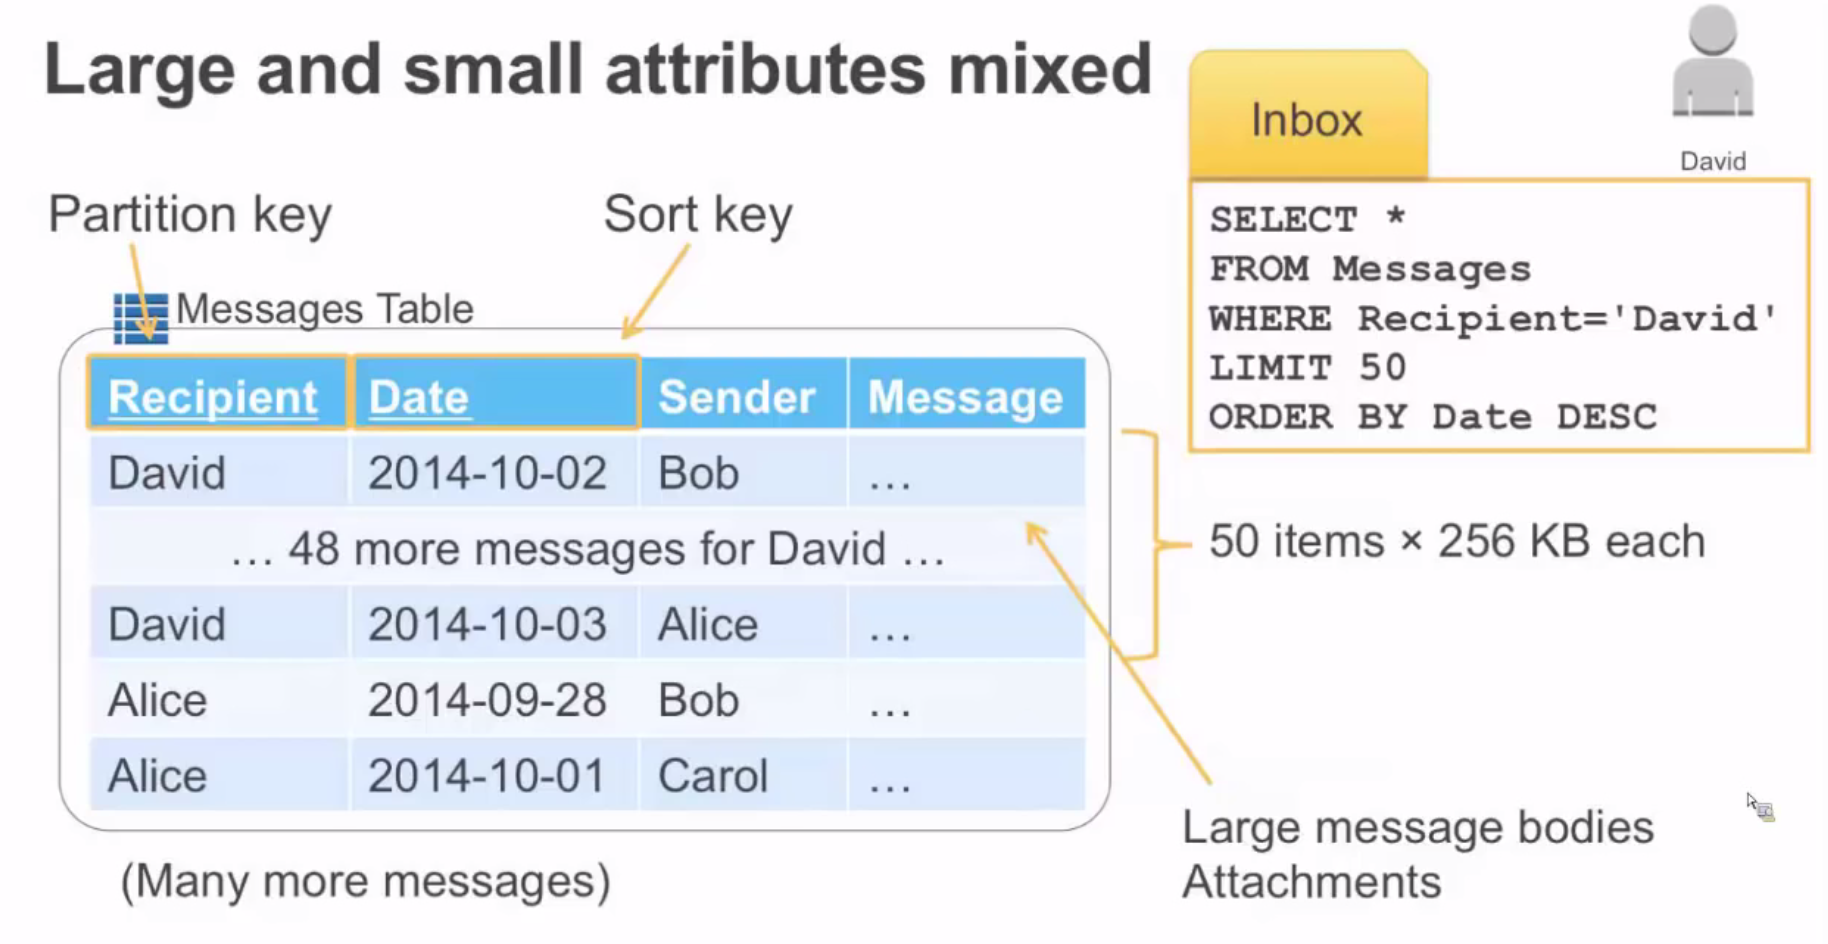 Large and small attributes mixed
Inbox
David
Partition key
Sort key
SELECT *
FROM Messages
WHERE Recipient='David'
LIMIT 50
ORDER BY Date DESC
Messages Table
Recipient Date Sender Message
David 2014-10-02 Bob ...
... 48 more messages for David ...
David 2014-10-03 Alice ...
Alice 2014-09-28 Bob ...
Alice 2014-10-01 Carol ...
50 items × 256 KB each
Large message bodies
Attachments
(Many more messages)